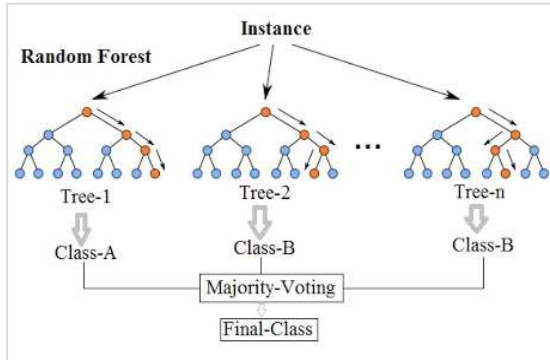 Instance
Random Forest
...
Tree-1
Tree-2
Tree-n
Class-A
Class-B
Class-B
Majority-Voting
Final-Class